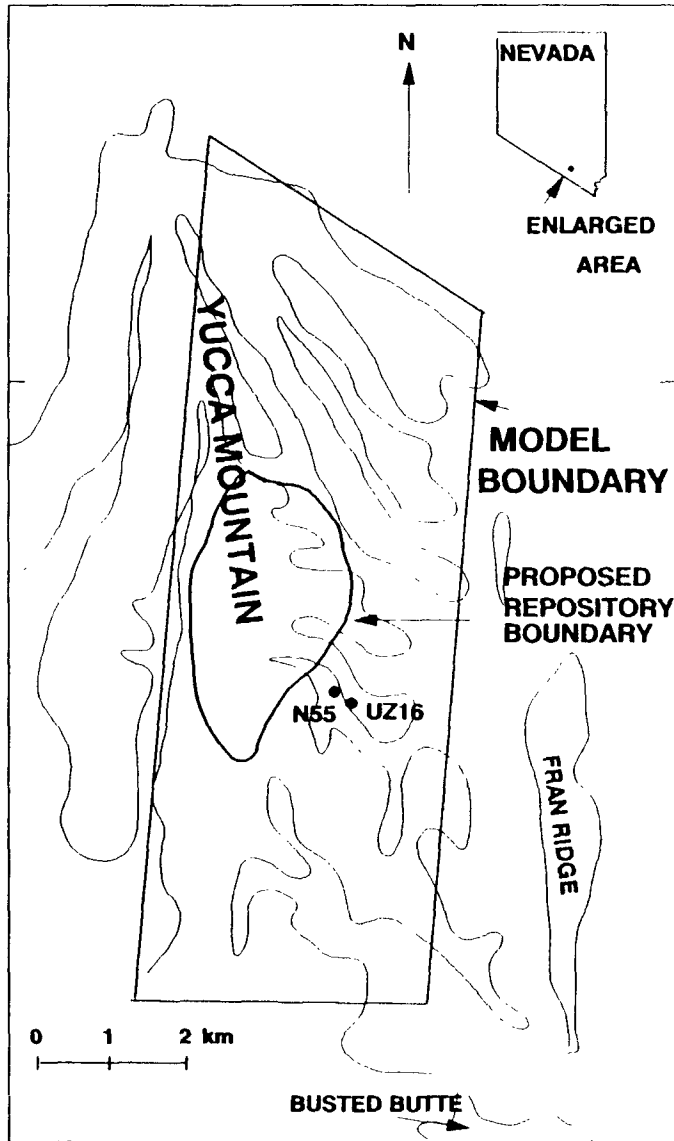 N
NEVADA
ENLARGED
AREA
YUCCA MOUNTAIN
MODEL
BOUNDARY
PROPOSED
REPOSITORY
BOUNDARY
N55
UZ16
FRAN RIDGE
0 1 2 km
BUSTED BUTTE